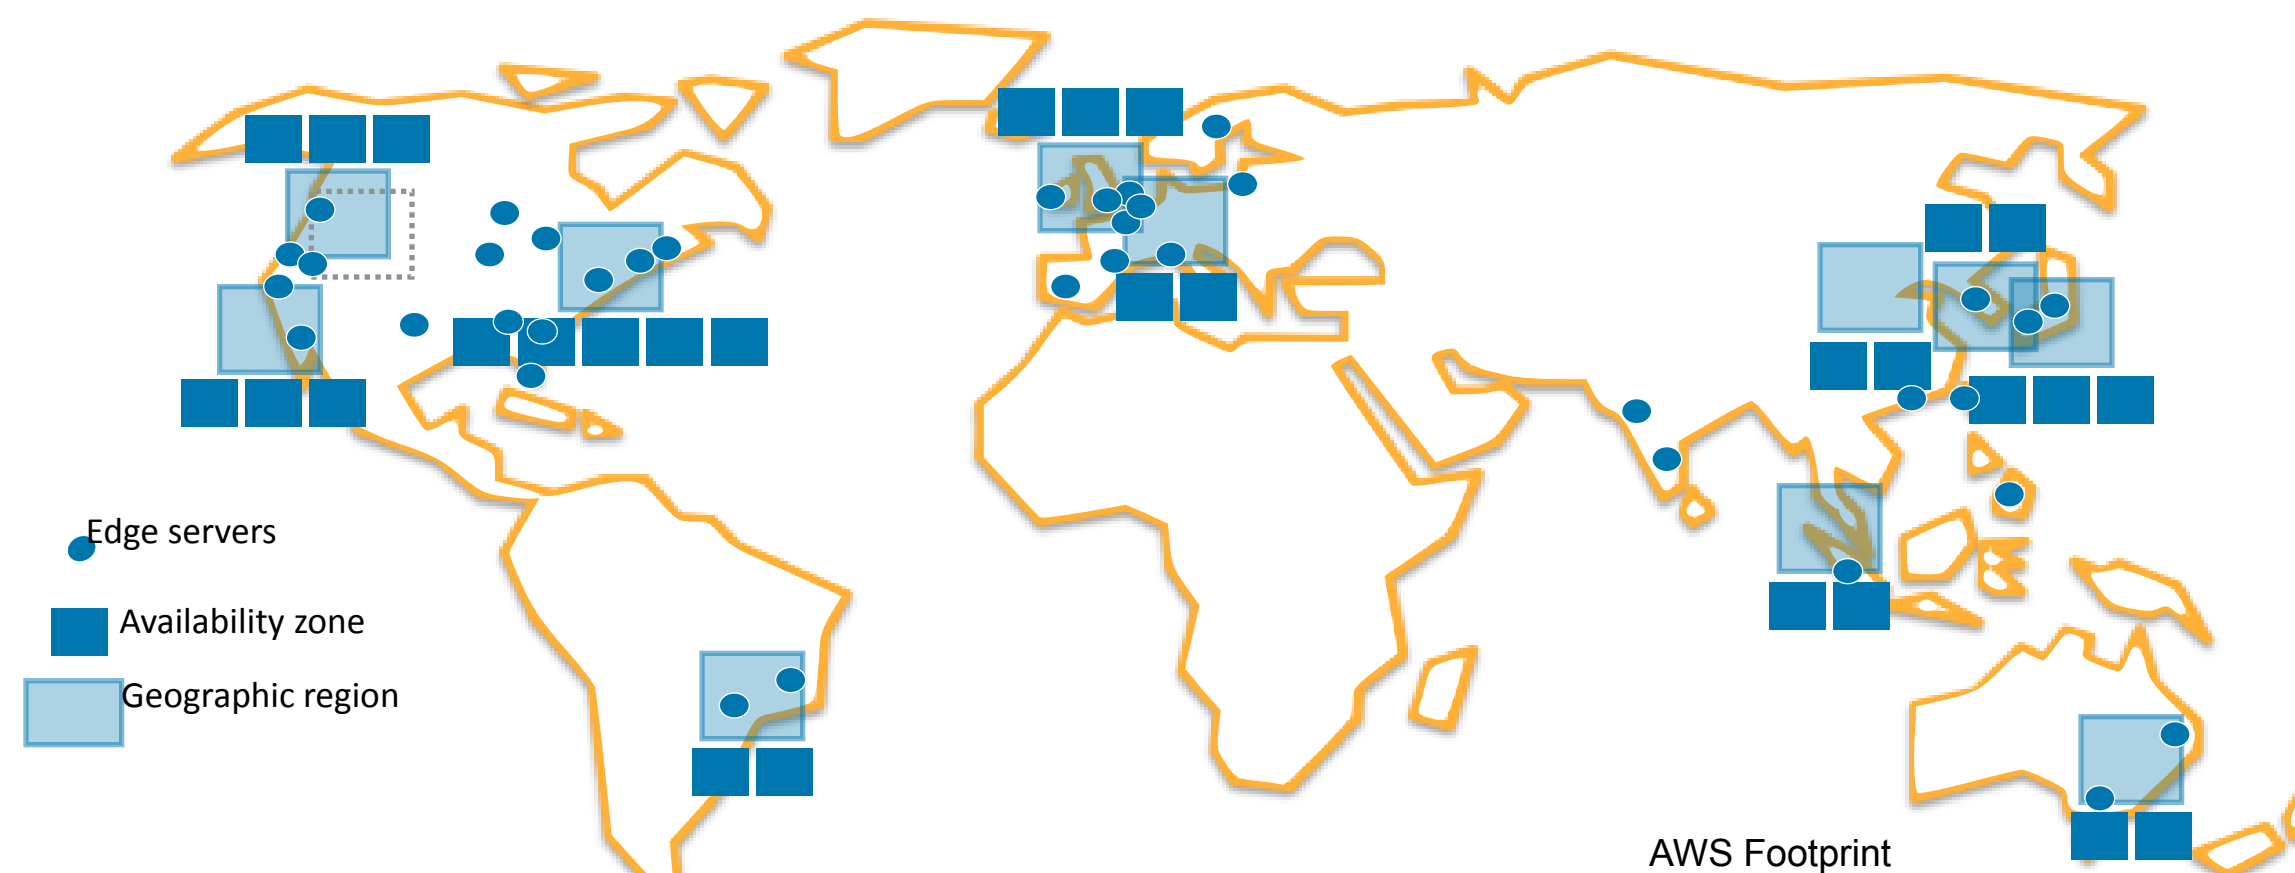 Edge servers
Availability zone
Geographic region
AWS Footprint